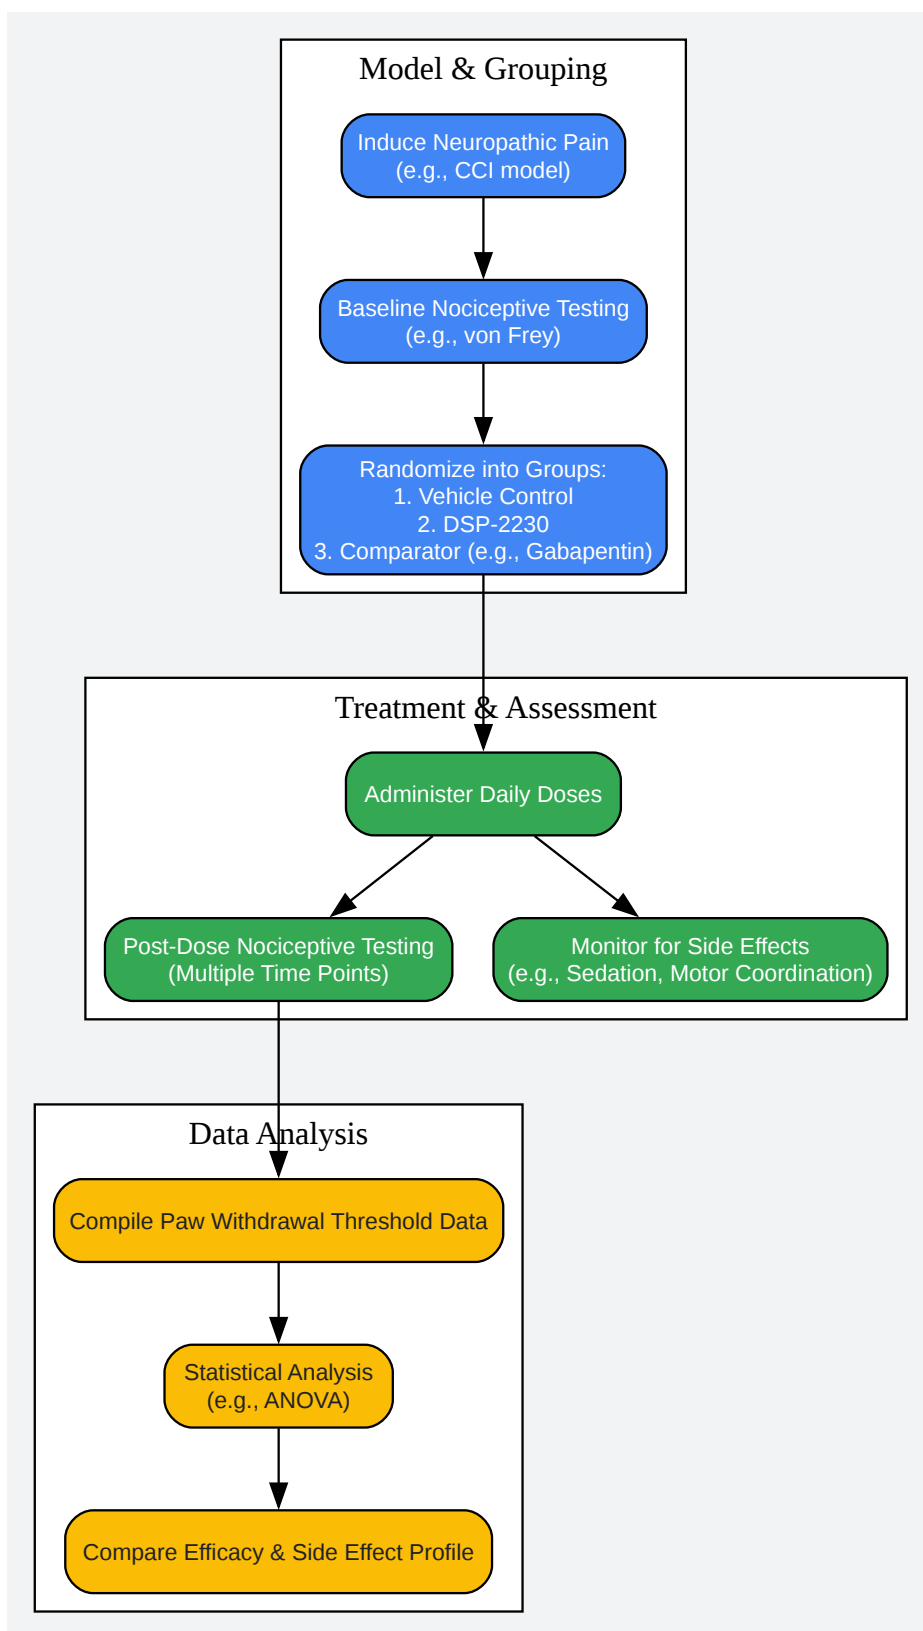 Model & Grouping
Induce Neuropathic Pain
(e.g., CCI model)
Baseline Nociceptive Testing
(e.g., von Frey)
Randomize into Groups:
1. Vehicle Control
2. DSP-2230
3. Comparator (e.g., Gabapentin)
Treatment & Assessment
Administer Daily Doses
Post-Dose Nociceptive Testing
(Multiple Time Points)
Monitor for Side Effects
(e.g., Sedation, Motor Coordination)
Data Analysis
Compile Paw Withdrawal Threshold Data
Statistical Analysis
(e.g., ANOVA)
Compare Efficacy & Side Effect Profile